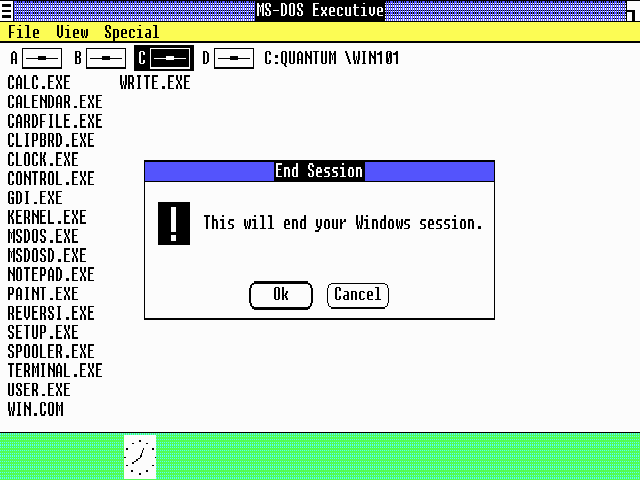 MS-DOS Executive
File View Special
A B C D C:QUANTUM \WIN101
CALC.EXE WRITE.EXE
CALENDAR.EXE
CARDFILE.EXE
CLIPBRD.EXE
CLOCK.EXE
CONTROL.EXE
GDI.EXE
KERNEL.EXE
MSDOS.EXE
MSDOSD.EXE
NOTEPAD.EXE
PAINT.EXE
REVERSI.EXE
SETUP.EXE
SPOOLER.EXE
TERMINAL.EXE
USER.EXE
WIN.COM
End Session
! This will end your Windows session.
Ok Cancel